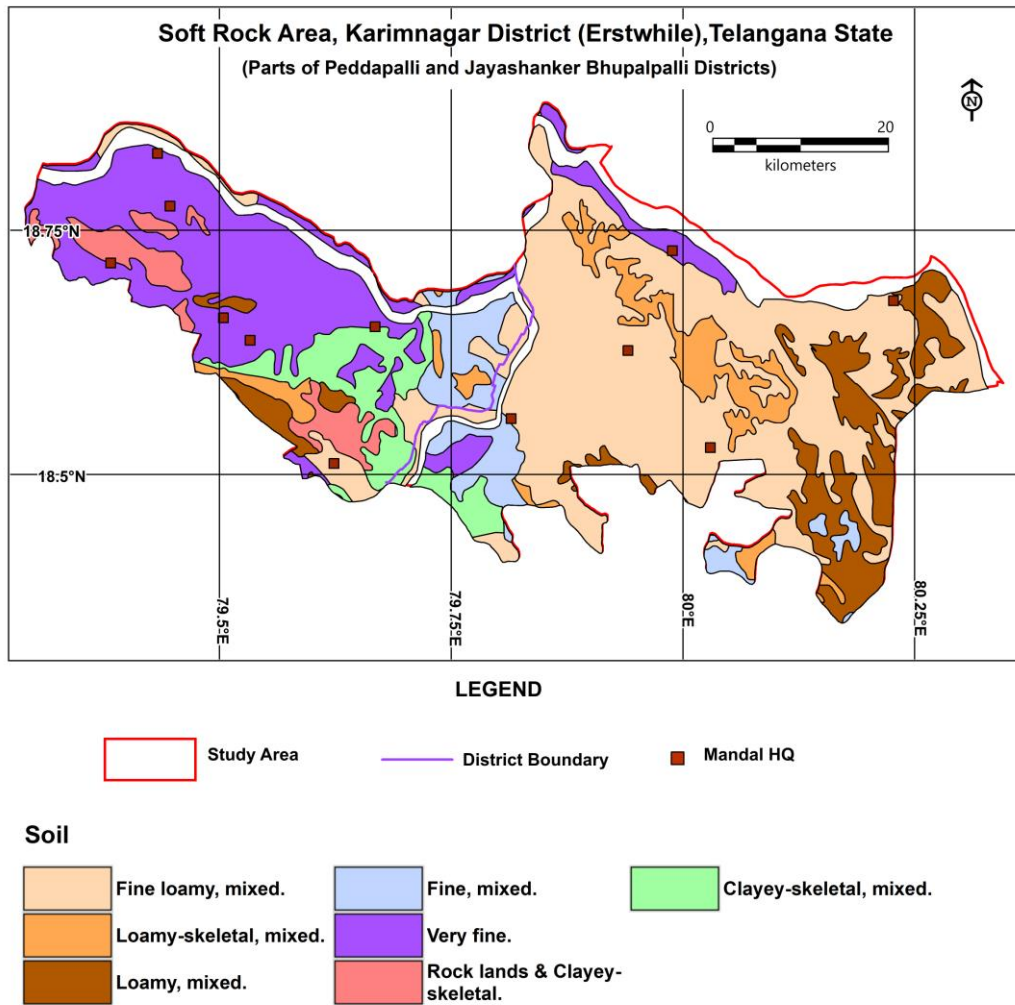 Soft Rock Area, Karimnagar District (Erstwhile),Telangana State
(Parts of Peddapalli and Jayashanker Bhupalpalli Districts)
N
0 20
kilometers
18.75°N
18.5°N
79.5°E
79.75°E
80°E
80.25°E
LEGEND
Study Area
District Boundary
Mandal HQ
Soil
Fine loamy, mixed.
Fine, mixed.
Clayey-skeletal, mixed.
Loamy-skeletal, mixed.
Very fine.
Loamy, mixed.
Rock lands & Clayey-
skeletal.